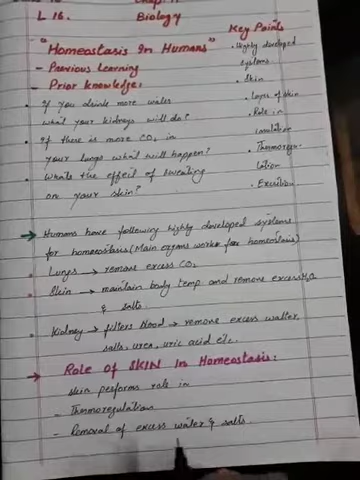 L 16.
Biology
Key Points
"Homeostasis In Humans"
- Previous Learning
- Prior knowledge:
• If you drink more water
what your kidneys will do?
• If there is more CO2 in
your lungs what will happen?
• Whats the effect of sweating
on your skin?
• Highly developed
systems
• Skin
• Layers of skin
• Role in
• Thermoregu-
lation
→ Humans have following highly developed systems
for homeostasis (Main organs work for homeostasis)
• Lungs → remove excess CO2
• Skin → maintain body temp and remove excess H2O
& salts.
• Kidney → filters blood → remove excess water,
salts, urea, uric acid etc.
→ Role of SKIN In Homeostasis:
Skin performs role in
- Thermoregulation
- Removal of excess water & salts.